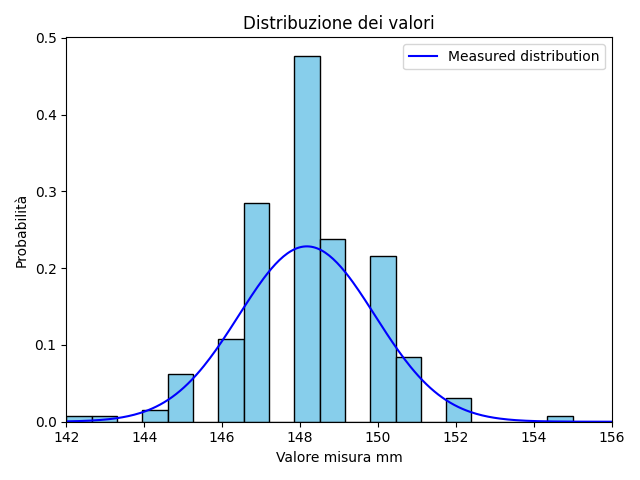 Distribuzione dei valori
Measured distribution
Probabilità
0.5
0.4
0.3
0.2
0.1
0.0
142 144 146 148 150 152 154 156
Valore misura mm